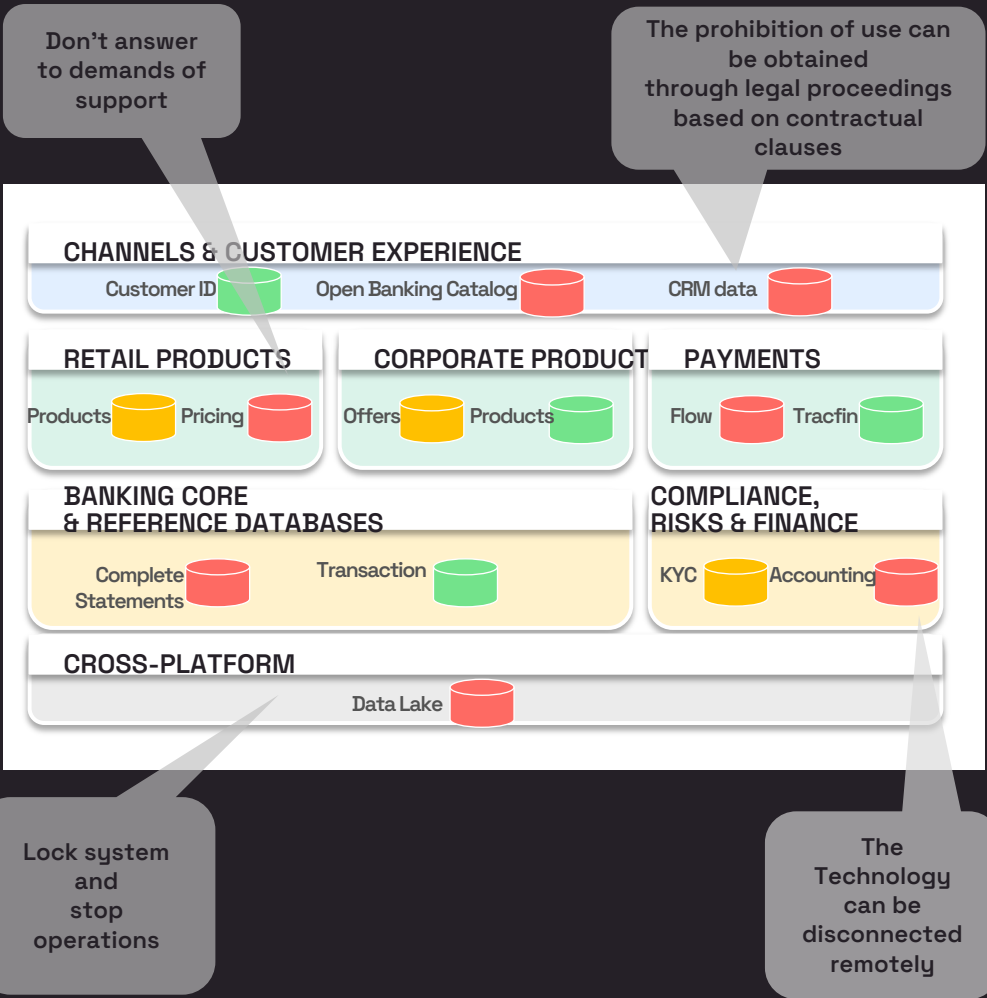 Don't answer
to demands of
support
The prohibition of use can
be obtained
through legal proceedings
based on contractual
clauses
CHANNELS & CUSTOMER EXPERIENCE
Customer ID
Open Banking Catalog
CRM data
RETAIL PRODUCTS
CORPORATE PRODUCT
PAYMENTS
Products
Pricing
Offers
Products
Flow
Tracfin
BANKING CORE
& REFERENCE DATABASES
COMPLIANCE,
RISKS & FINANCE
Complete
Statements
Transaction
KYC
Accounting
CROSS-PLATFORM
Data Lake
Lock system
and
stop
operations
The
Technology
can be
disconnected
remotely